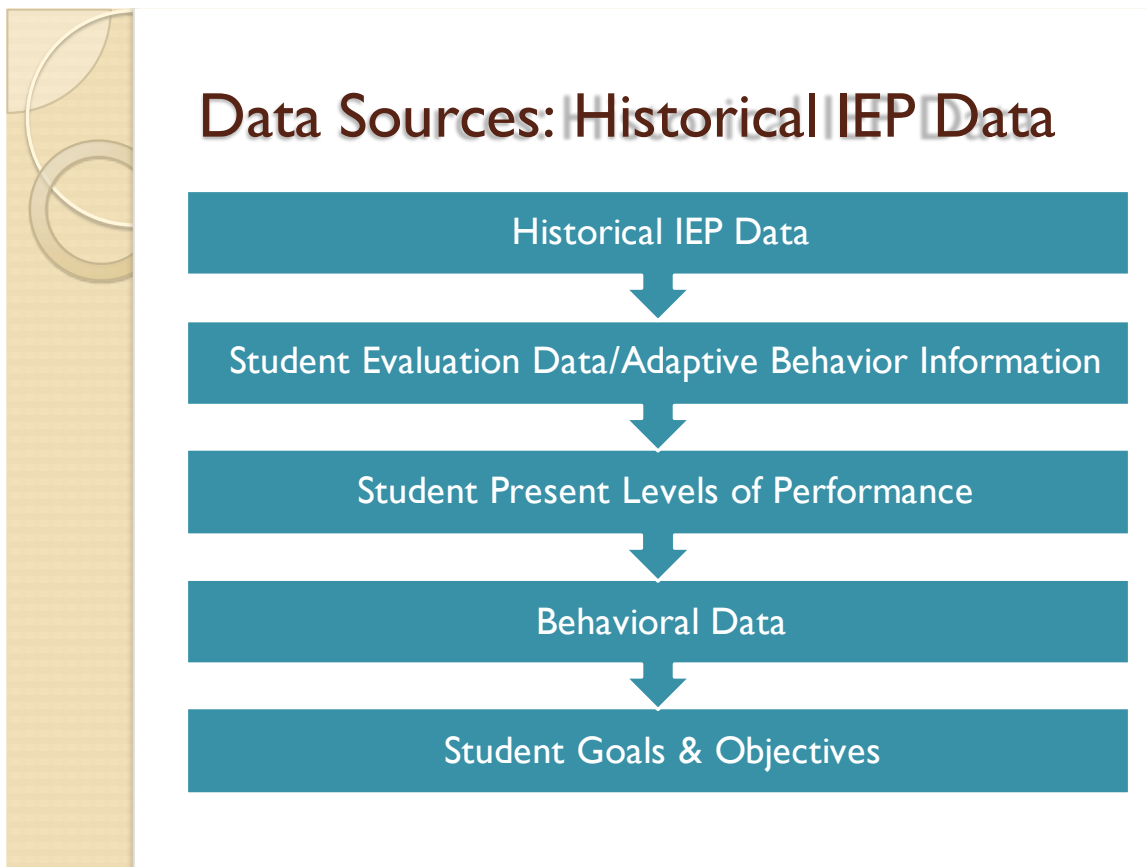 Data Sources: Historical IEP Data
Historical IEP Data
Student Evaluation Data/Adaptive Behavior Information
Student Present Levels of Performance
Behavioral Data
Student Goals & Objectives